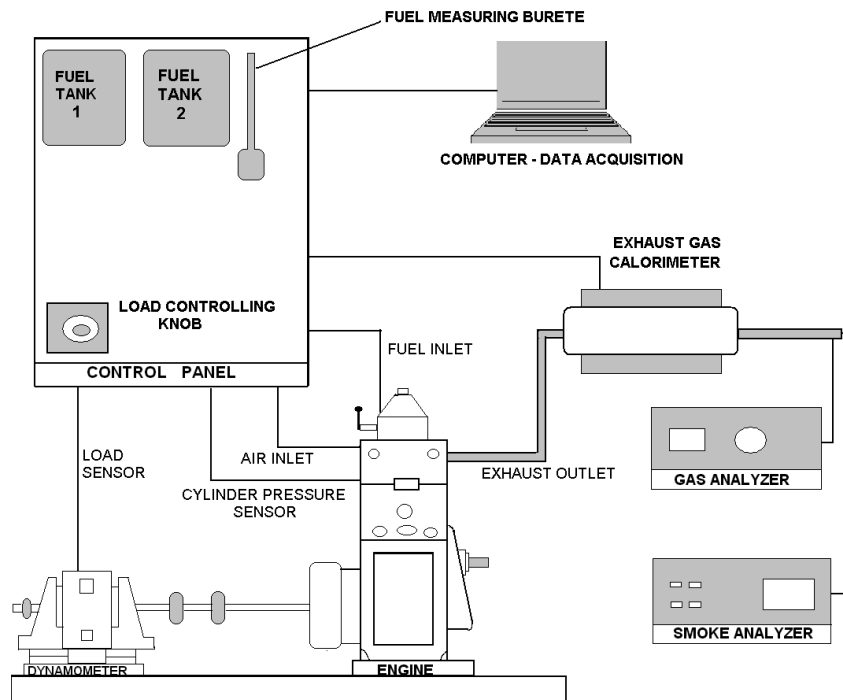 FUEL MEASURING BURETE
FUEL
TANK
1
FUEL
TANK
2
COMPUTER - DATA ACQUISITION
EXHAUST GAS
CALORIMETER
LOAD CONTROLLING
KNOB
FUEL INLET
CONTROL PANEL
LOAD
SENSOR
AIR INLET
CYLINDER PRESSURE
SENSOR
EXHAUST OUTLET
GAS ANALYZER
SMOKE ANALYZER
DYNAMOMETER
ENGINE